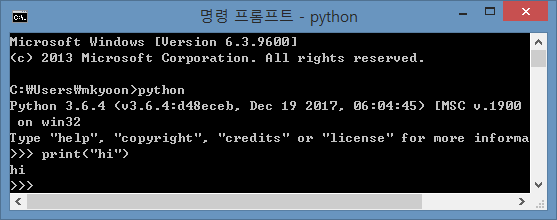 명령 프롬프트 - python
Microsoft Windows [Version 6.3.9600]
(c) 2013 Microsoft Corporation. All rights reserved.
C:₩Users₩mkyoon>python
Python 3.6.4 (v3.6.4:d48eceb, Dec 19 2017, 06:04:45) [MSC v.1900
on win32
Type "help", "copyright", "credits" or "license" for more informa
>>> print("hi")
hi
>>>